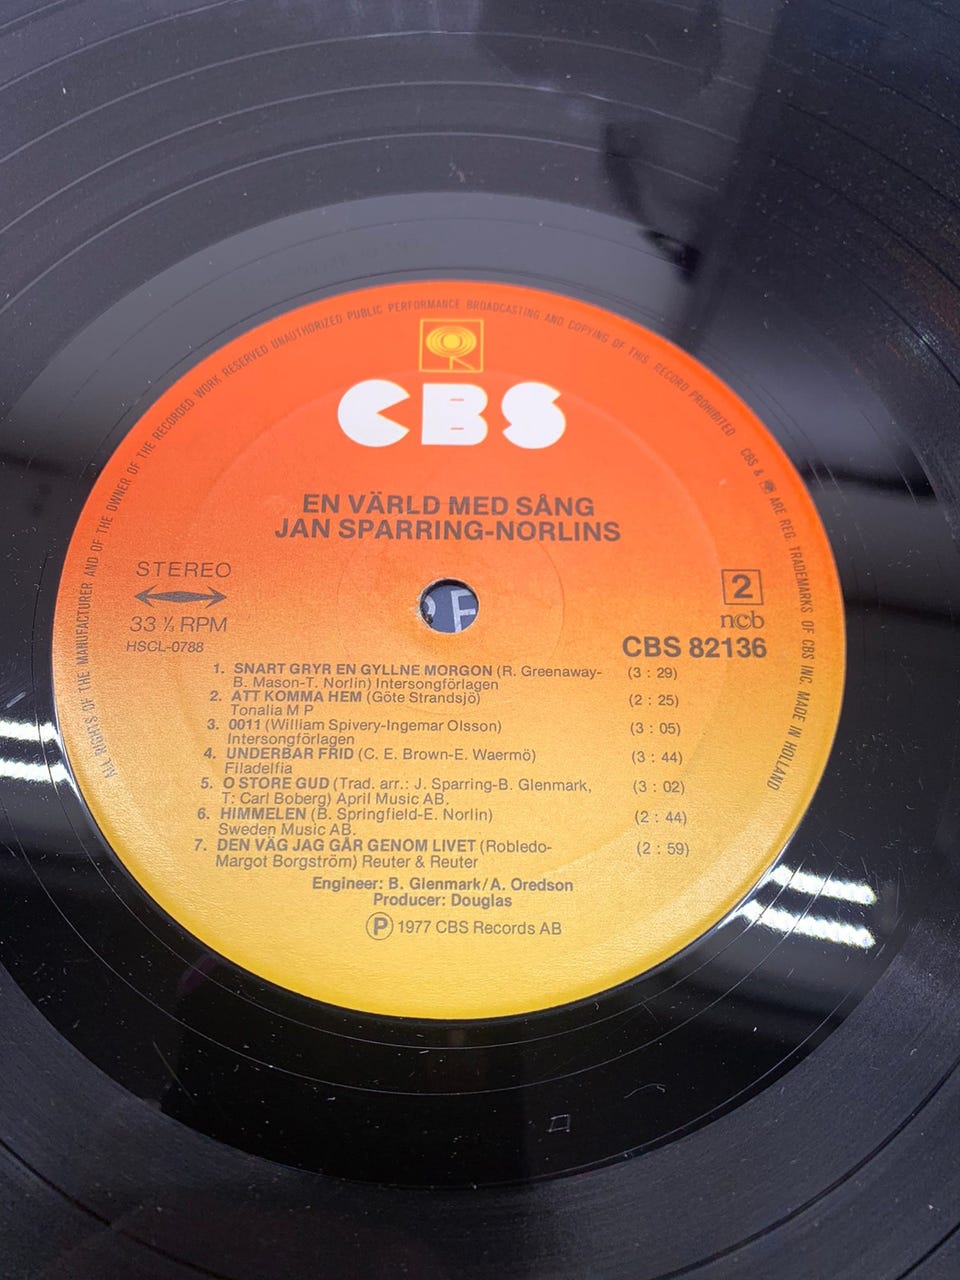 ALL RIGHTS OF THE MANUFACTURER AND OF THE OWNER OF THE RECORDED WORK RESERVED UNAUTHORIZED PUBLIC PERFORMANCE BROADCASTING AND COPYING OF THIS RECORD PROHIBITED
CBS & ARE REG. TRADEMARKS OF CBS INC. MADE IN HOLLAND
CBS
EN VÄRLD MED SÅNG
JAN SPARRING-NORLINS
STEREO
33 ⅓ RPM
HSCL-0788
2
ncb
CBS 82136
1. SNART GRYR EN GYLLNE MORGON (R. Greenaway- (3 : 29)
B. Mason-T. Norlin) Intersongförlagen
2. ATT KOMMA HEM (Göte Strandsjö) (2 : 25)
Tonalia M P
3. 0011 (William Spivery-Ingemar Olsson) (3 : 05)
Intersongförlagen
4. UNDERBAR FRID (C. E. Brown-E. Waermö) (3 : 44)
Filadelfia
5. O STORE GUD (Trad. arr.: J. Sparring-B. Glenmark, (3 : 02)
T: Carl Boberg) April Music AB.
6. HIMMELEN (B. Springfield-E. Norlin) (2 : 44)
Sweden Music AB.
7. DEN VÄG JAG GÅR GENOM LIVET (Robledo- (2 : 59)
Margot Borgström) Reuter & Reuter
Engineer: B. Glenmark/A. Oredson
Producer: Douglas
Ⓟ 1977 CBS Records AB